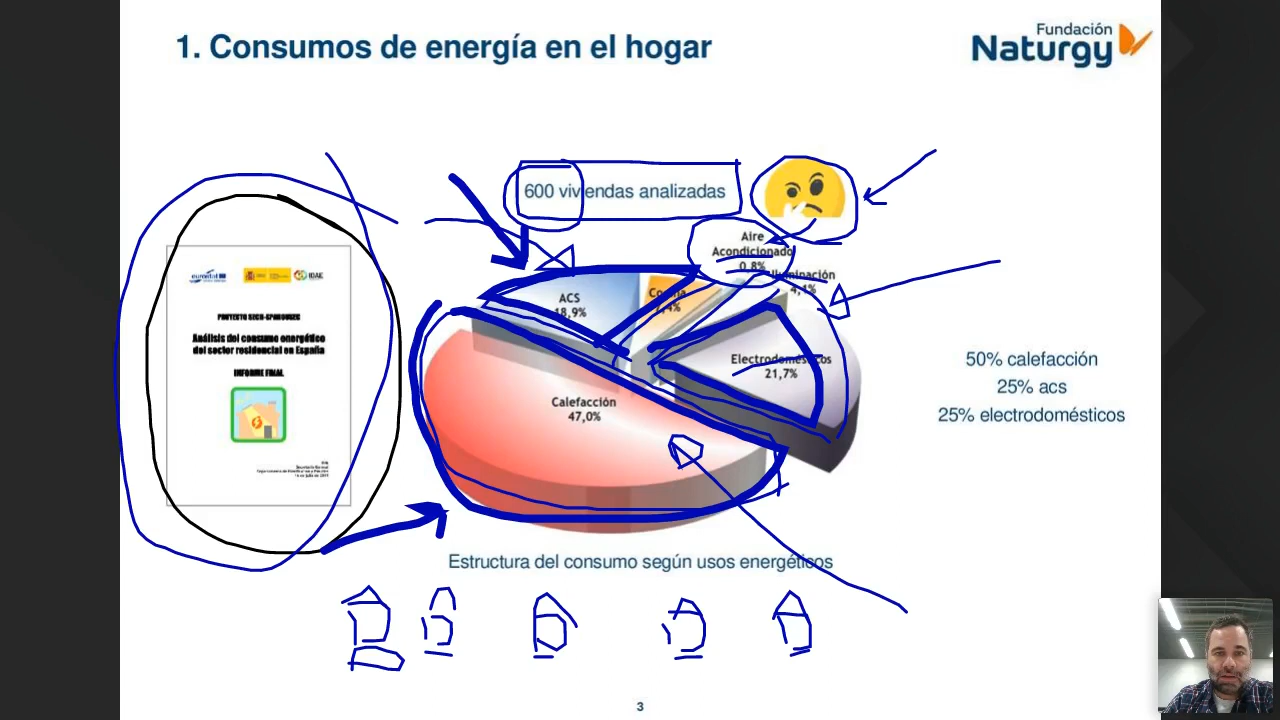 1. Consumos de energía en el hogar
Fundación
Naturgy
600 viviendas analizadas
eurostat
IDAE
PROYECTO SECH-SPAHOUSEC
Análisis del consumo energético
del sector residencial en España
INFORME FINAL
Aire
Acondicionado
0,8%
Iluminación
4,1%
ACS
18,9%
Electrodomésticos
21,7%
Calefacción
47,0%
50% calefacción
25% acs
25% electrodomésticos
Estructura del consumo según usos energéticos
3